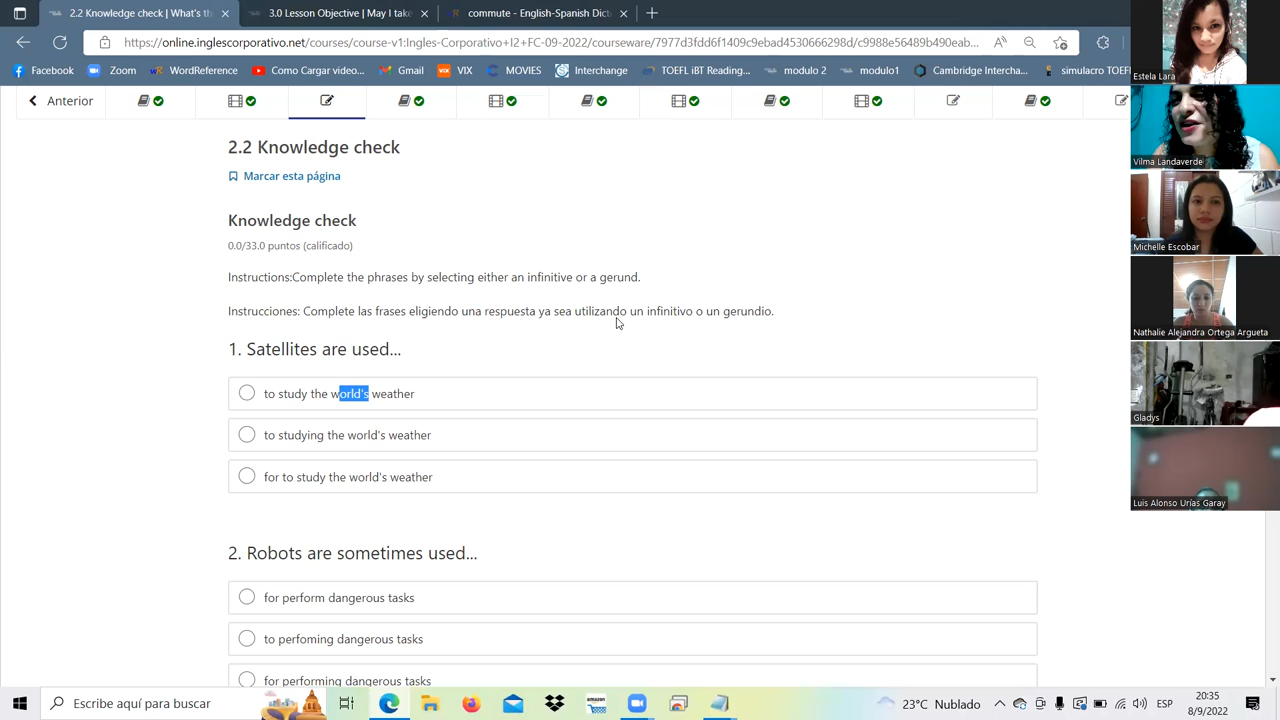 2.2 Knowledge check | What's th
3.0 Lesson Objective | May I take
commute - English-Spanish Dict
https://online.inglescorporativo.net/courses/course-v1:Ingles-Corporativo+I2+FC-09-2022/courseware/7977d3fdd6f1409c9ebad4530666298d/c9988e56489b490eab...
Facebook
Zoom
WordReference
Como Cargar video...
Gmail
VIX
MOVIES
Interchange
TOEFL iBT Reading...
modulo 2
modulo1
Cambridge Intercha...
simulacro TOEFL
Anterior
2.2 Knowledge check
Marcar esta página
Knowledge check
0.0/33.0 puntos (calificado)
Instructions:Complete the phrases by selecting either an infinitive or a gerund.
Instrucciones: Complete las frases eligiendo una respuesta ya sea utilizando un infinitivo o un gerundio.
1. Satellites are used...
to study the world's weather
to studying the world's weather
for to study the world's weather
2. Robots are sometimes used...
for perform dangerous tasks
to perfoming dangerous tasks
for performing dangerous tasks
Estela Lara
Vilma Landaverde
Michelle Escobar
Nathalie Alejandra Ortega Argueta
Gladys
Luis Alonso Urías Garay
Escribe aquí para buscar
amazon
23°C Nublado
ESP
20:35
8/9/2022